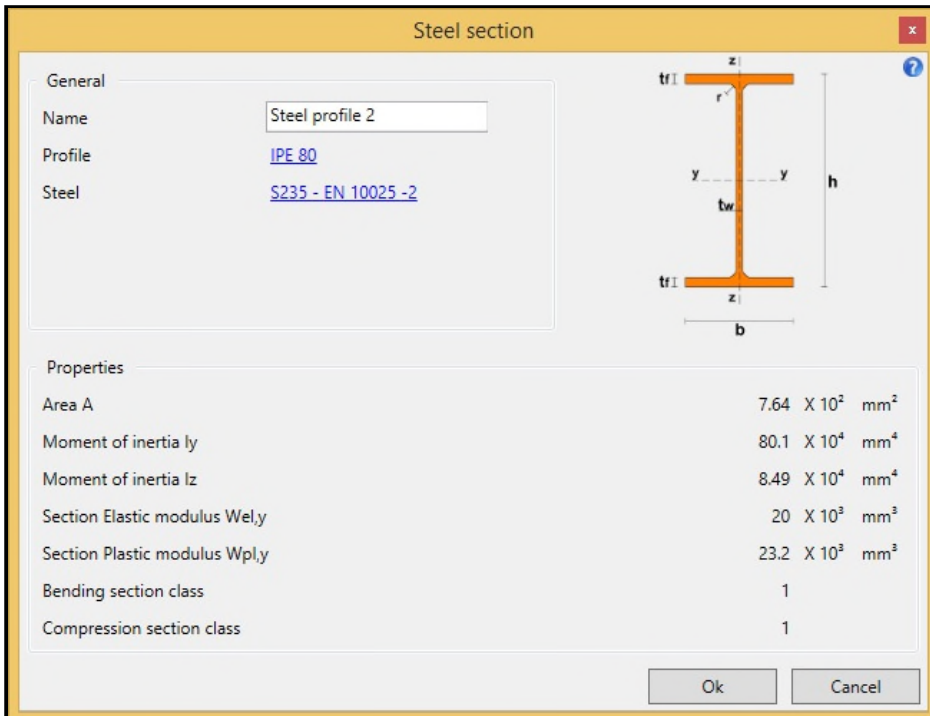 Steel section
x
General
Name Steel profile 2
Profile IPE 80
Steel S235 - EN 10025 -2
?
z
tf
r
y y
h
tw
tf
z
b
Properties
Area A 7.64 X 10² mm²
Moment of inertia Iy 80.1 X 10⁴ mm⁴
Moment of inertia Iz 8.49 X 10⁴ mm⁴
Section Elastic modulus Wel,y 20 X 10³ mm³
Section Plastic modulus Wpl,y 23.2 X 10³ mm³
Bending section class 1
Compression section class 1
Ok Cancel